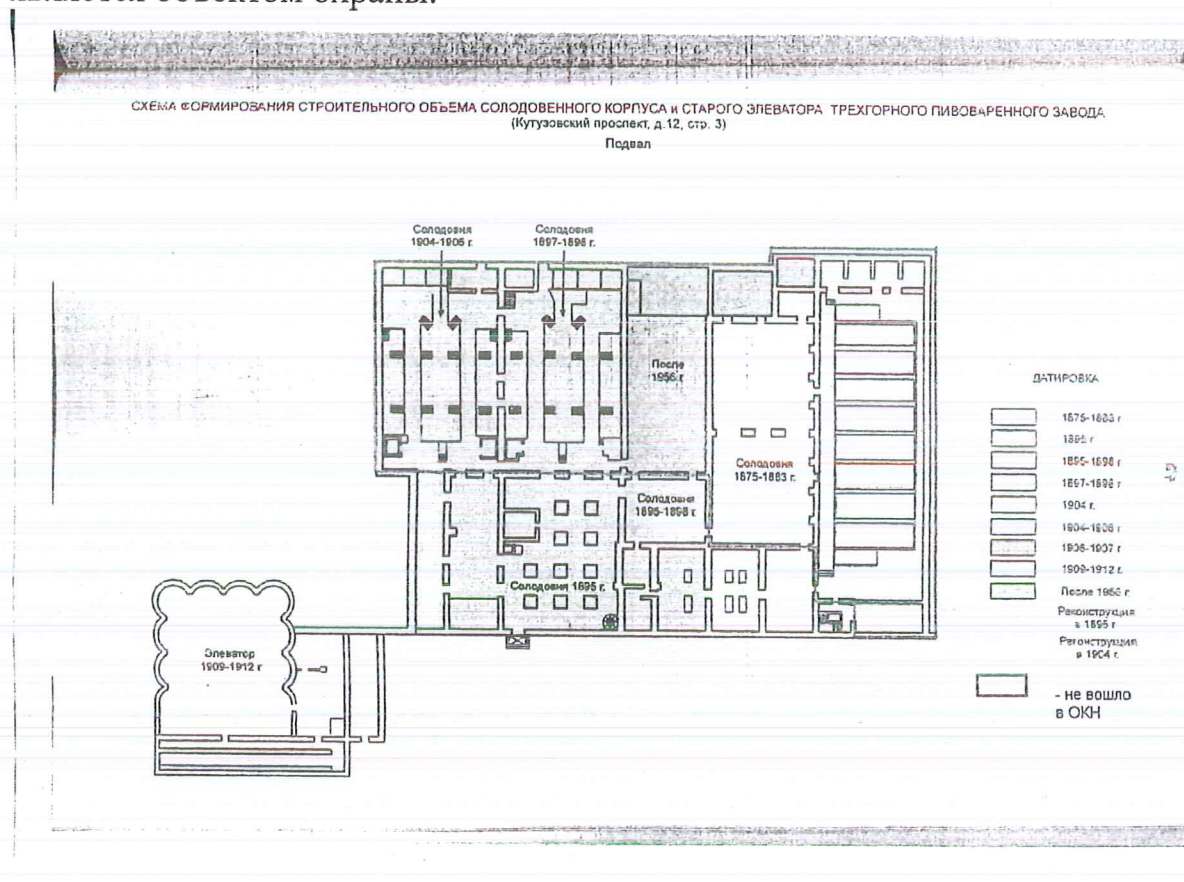 является объектом охраны.
СХЕМА ФОРМИРОВАНИЯ СТРОИТЕЛЬНОГО ОБЪЕМА СОЛОДОВЕННОГО КОРПУСА и СТАРОГО ЭЛЕВАТОРА ТРЕХГОРНОГО ПИВОВАРЕННОГО ЗАВОДА
(Кутузовский проспект, д.12, стр. 3)
Подвал
Солодовня
1904-1906 г.
Солодовня
1897-1898 г.
После
1956 г
Солодовня
1875-1883 г.
Солодовня
1895-1898 г.
Солодовня 1895 г.
Элеватор
1909-1912 г
ДАТИРОВКА
1875-1883 г
1895 г
1895-1898 г
1897-1898 г
1904 г.
1904-1906 г
1906-1907 г
1909-1912 г.
После 1956 г.
Реконструкция
в 1895 г
Реконструкция
в 1904 г.
- не вошло
в ОКН